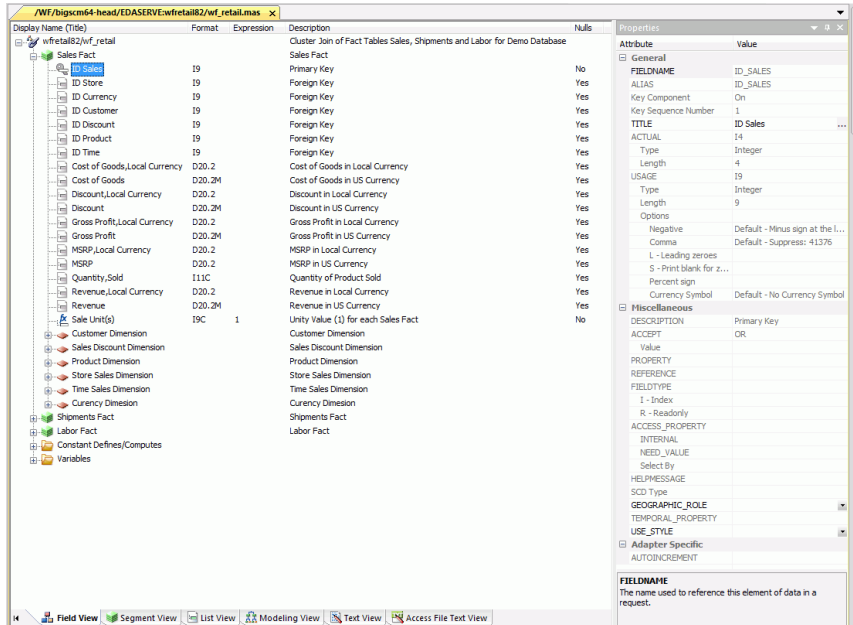 /WF/bigscm64-head/EDASERVE:wfretail82/wf_retail.mas x
Display Name (Title) Format Expression Description Nulls
wfretail82/wf_retail Cluster Join of Fact Tables Sales, Shipments and Labor for Demo Database
Sales Fact Sales Fact
ID Sales I9 Primary Key No
ID Store I9 Foreign Key Yes
ID Currency I9 Foreign Key Yes
ID Customer I9 Foreign Key Yes
ID Discount I9 Foreign Key Yes
ID Product I9 Foreign Key Yes
ID Time I9 Foreign Key Yes
Cost of Goods,Local Currency D20.2 Cost of Goods in Local Currency Yes
Cost of Goods D20.2M Cost of Goods in US Currency Yes
Discount,Local Currency D20.2 Discount in Local Currency Yes
Discount D20.2M Discount in US Currency Yes
Gross Profit,Local Currency D20.2 Gross Profit in Local Currency Yes
Gross Profit D20.2M Gross Profit in US Currency Yes
MSRP,Local Currency D20.2 MSRP in Local Currency Yes
MSRP D20.2M MSRP in US Currency Yes
Quantity,Sold I11C Quantity of Product Sold Yes
Revenue,Local Currency D20.2 Revenue in Local Currency Yes
Revenue D20.2M Revenue in US Currency Yes
fx Sale Unit(s) I9C 1 Unity Value (1) for each Sales Fact No
Customer Dimension Customer Dimension
Sales Discount Dimension Sales Discount Dimension
Product Dimension Product Dimension
Store Sales Dimension Store Sales Dimension
Time Sales Dimension Time Sales Dimension
Curency Dimesion Curency Dimesion
Shipments Fact Shipments Fact
Labor Fact Labor Fact
Constant Defines/Computes
Variables
Field View Segment View List View Modeling View Text View Access File Text View
Properties
Attribute Value
General
FIELDNAME ID_SALES
ALIAS ID_SALES
Key Component On
Key Sequence Number 1
TITLE ID Sales ...
ACTUAL I4
Type Integer
Length 4
USAGE I9
Type Integer
Length 9
Options
Negative Default - Minus sign at the l...
Comma Default - Suppress: 41376
L - Leading zeroes
S - Print blank for z...
Percent sign
Currency Symbol Default - No Currency Symbol
Miscellaneous
DESCRIPTION Primary Key
ACCEPT OR
Value
PROPERTY
REFERENCE
FIELDTYPE
I - Index
R - Readonly
ACCESS_PROPERTY
INTERNAL
NEED_VALUE
Select By
HELPMESSAGE
SCD Type
GEOGRAPHIC_ROLE
TEMPORAL_PROPERTY
USE_STYLE
Adapter Specific
AUTOINCREMENT
FIELDNAME
The name used to reference this element of data in a
request.